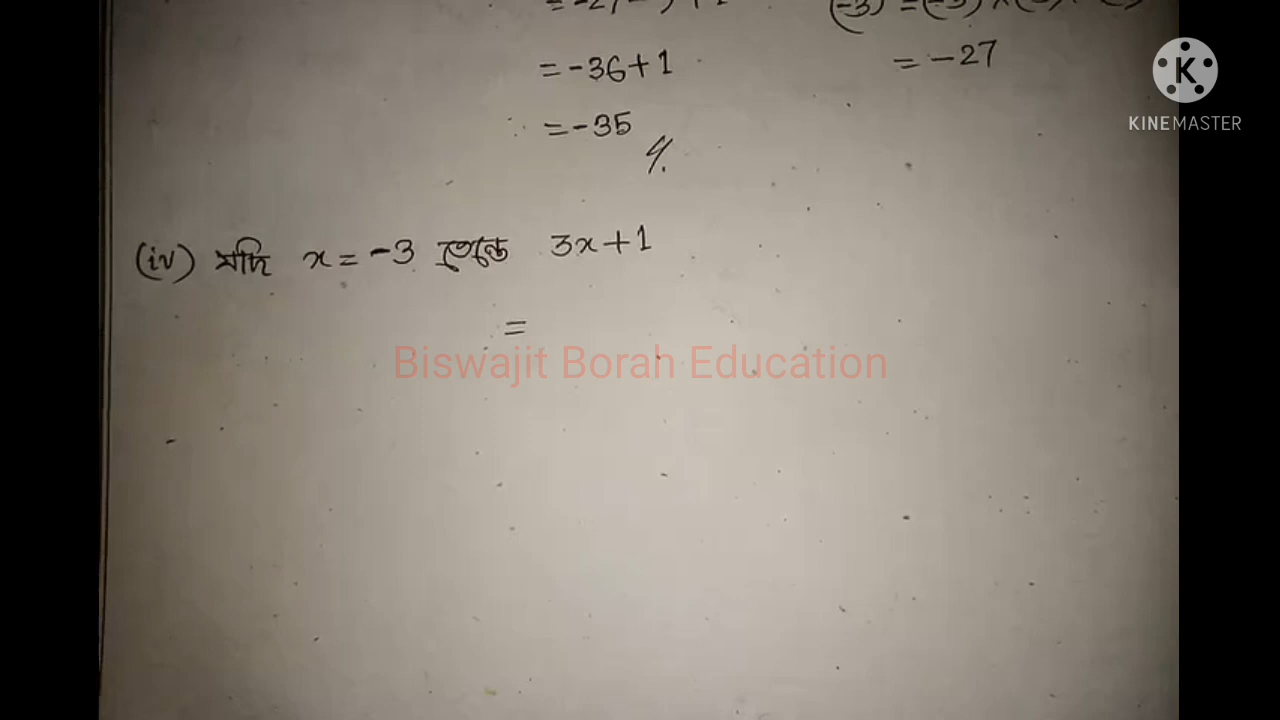 = -36+1
= -27
= -35
(iv) যদি x = -3 তেন্তে 3x+1
=
KINEMASTER
Biswajit Borah Education